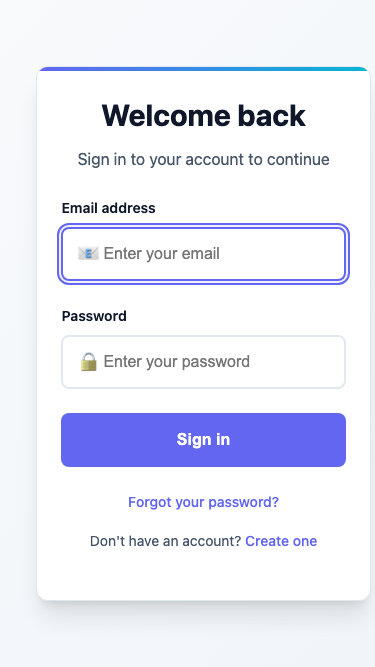 Welcome back
Sign in to your account to continue
Email address
📧 Enter your email
Password
🔒 Enter your password
Sign in
Forgot your password?
Don't have an account? Create one